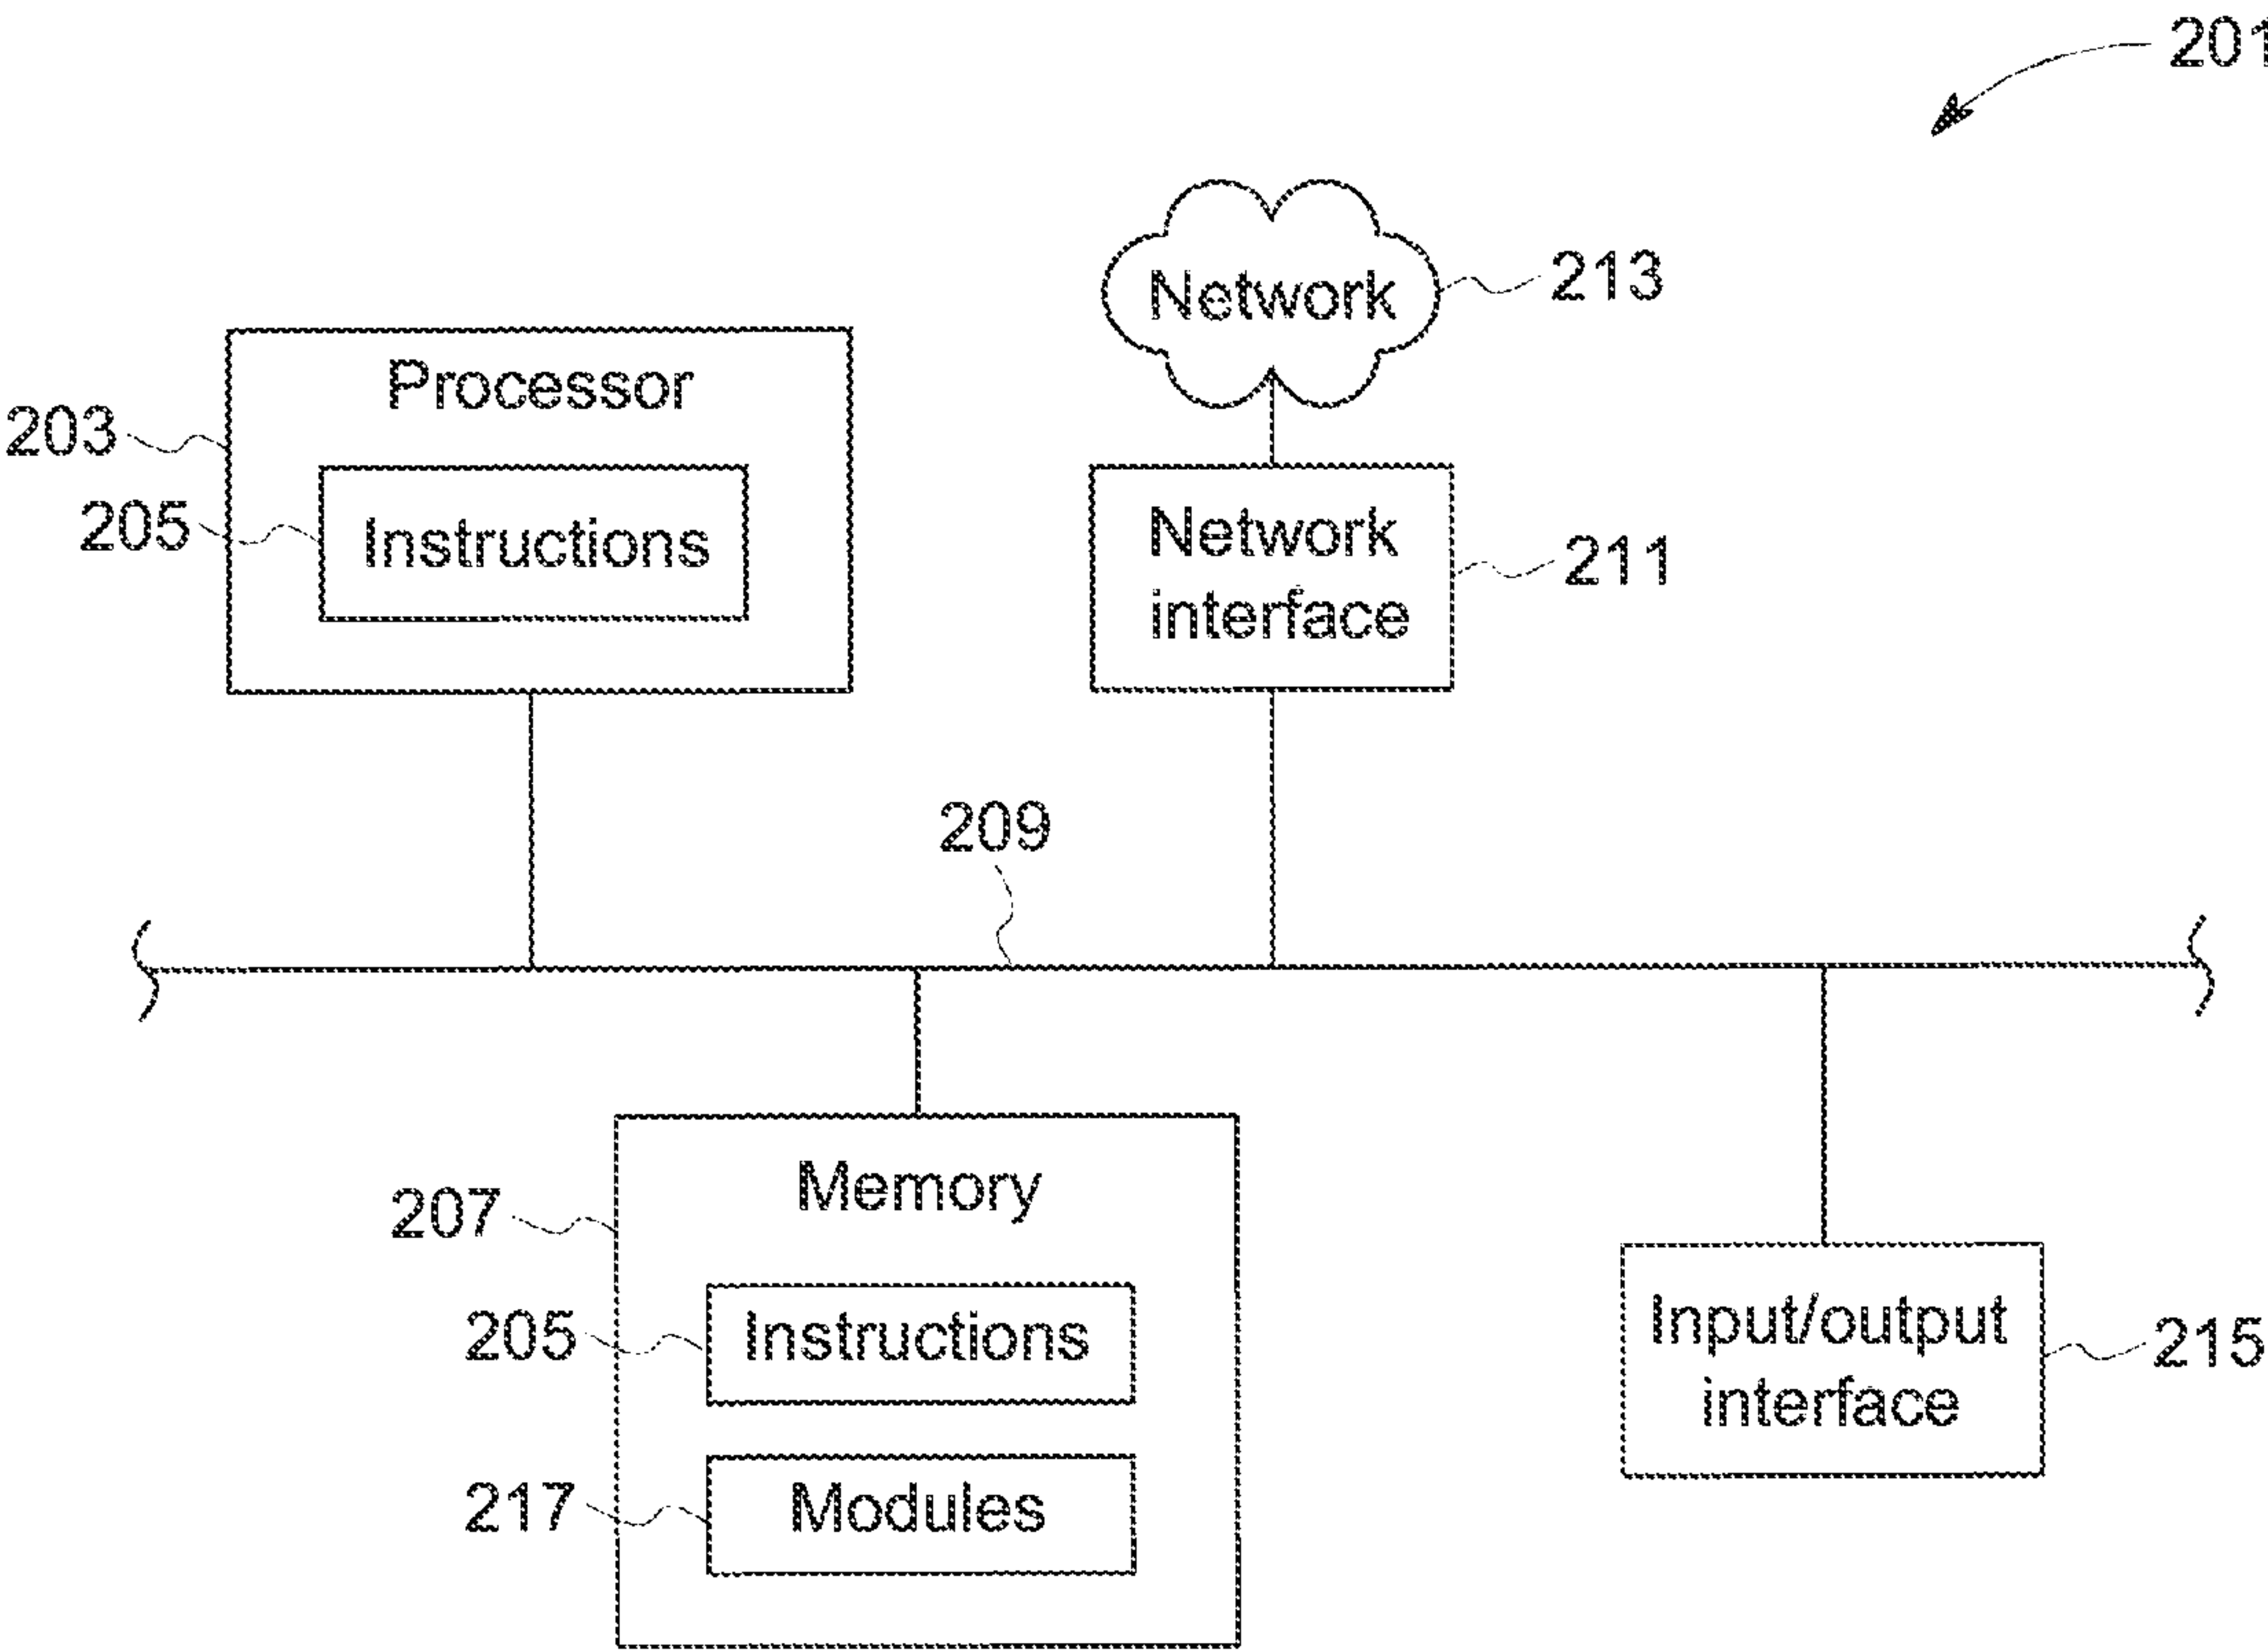 201
Network
213
Processor
203
205
Instructions
Network
interface
211
209
Memory
207
205
Instructions
217
Modules
Input/output
interface
215